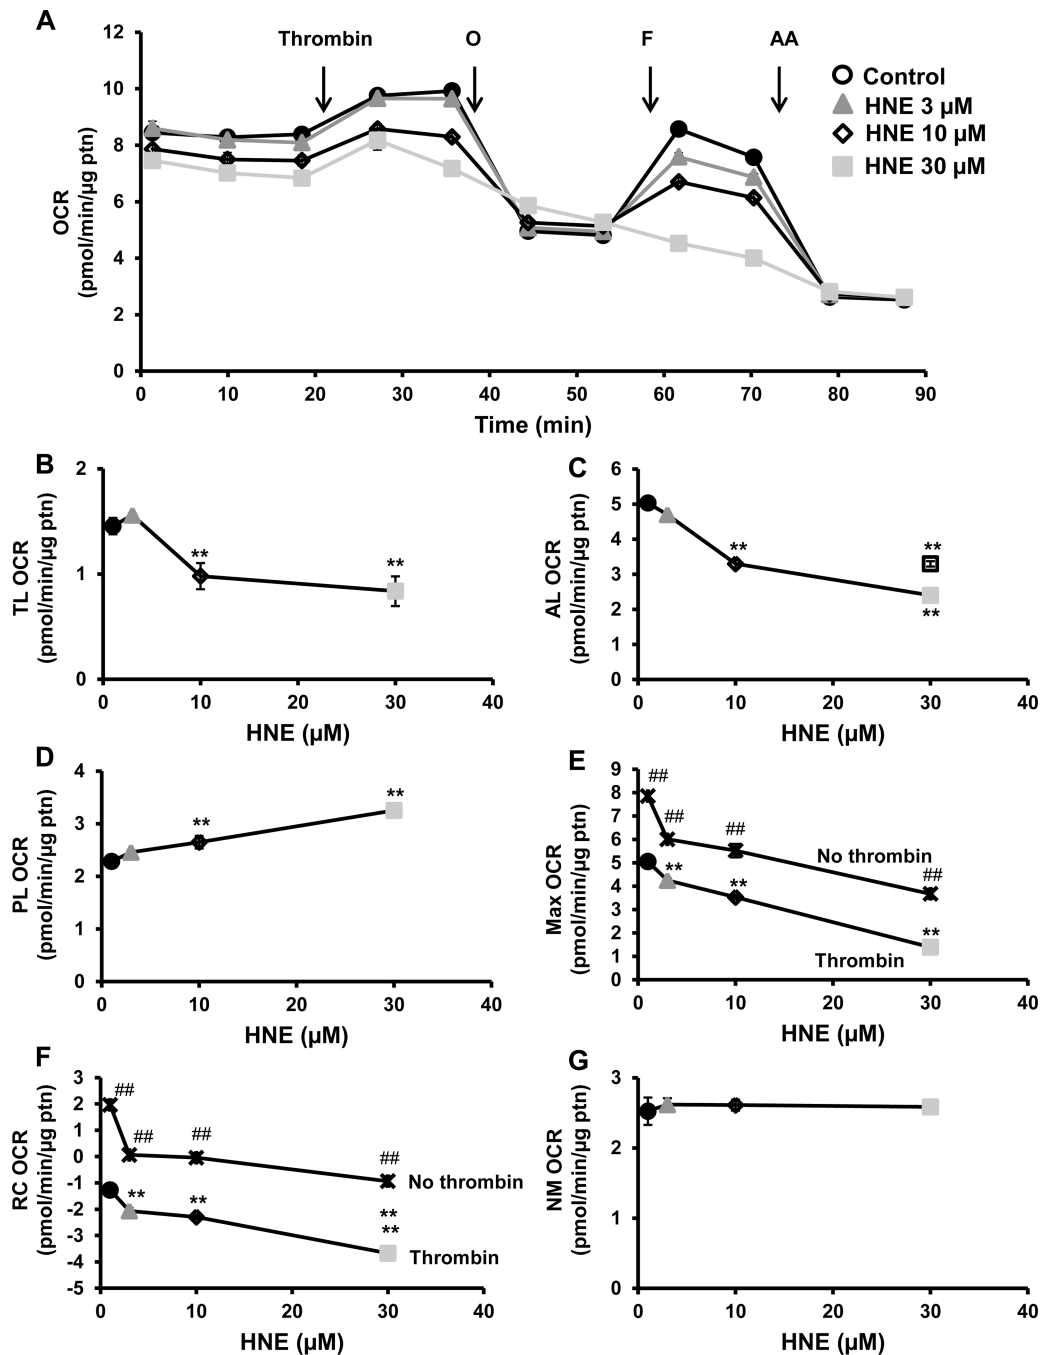 A
Thrombin
O
F
AA
12
10
8
6
4
2
0
OCR
(pmol/min/µg ptn)
0 10 20 30 40 50 60 70 80 90
Time (min)
Control
HNE 3 µM
HNE 10 µM
HNE 30 µM
B
2
1
0
TL OCR
(pmol/min/µg ptn)
**
**
0 10 20 30 40
HNE (µM)
C
6
5
4
3
2
1
0
AL OCR
(pmol/min/µg ptn)
**
**
**
0 10 20 30 40
HNE (µM)
D
4
3
2
1
0
PL OCR
(pmol/min/µg ptn)
**
**
0 10 20 30 40
HNE (µM)
E
9
8
7
6
5
4
3
2
1
0
Max OCR
(pmol/min/µg ptn)
##
##
##
##
No thrombin
**
**
**
Thrombin
0 10 20 30 40
HNE (µM)
F
3
2
1
0
-1
-2
-3
-4
-5
RC OCR
(pmol/min/µg ptn)
##
##
##
##
No thrombin
**
**
**
**
Thrombin
0 10 20 30 40
HNE (µM)
G
3
2
1
0
NM OCR
(pmol/min/µg ptn)
0 10 20 30 40
HNE (µM)